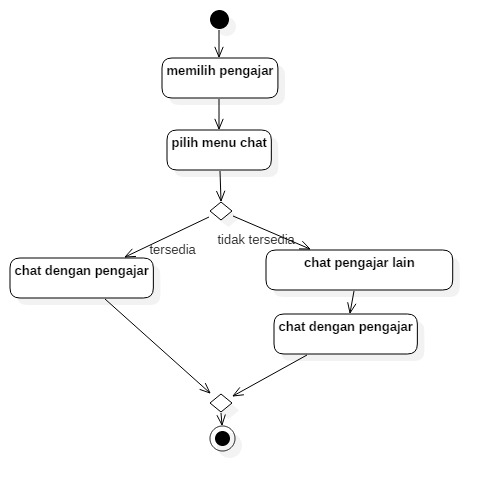 memilih pengajar
pilih menu chat
tersedia
tidak tersedia
chat dengan pengajar
chat pengajar lain
chat dengan pengajar